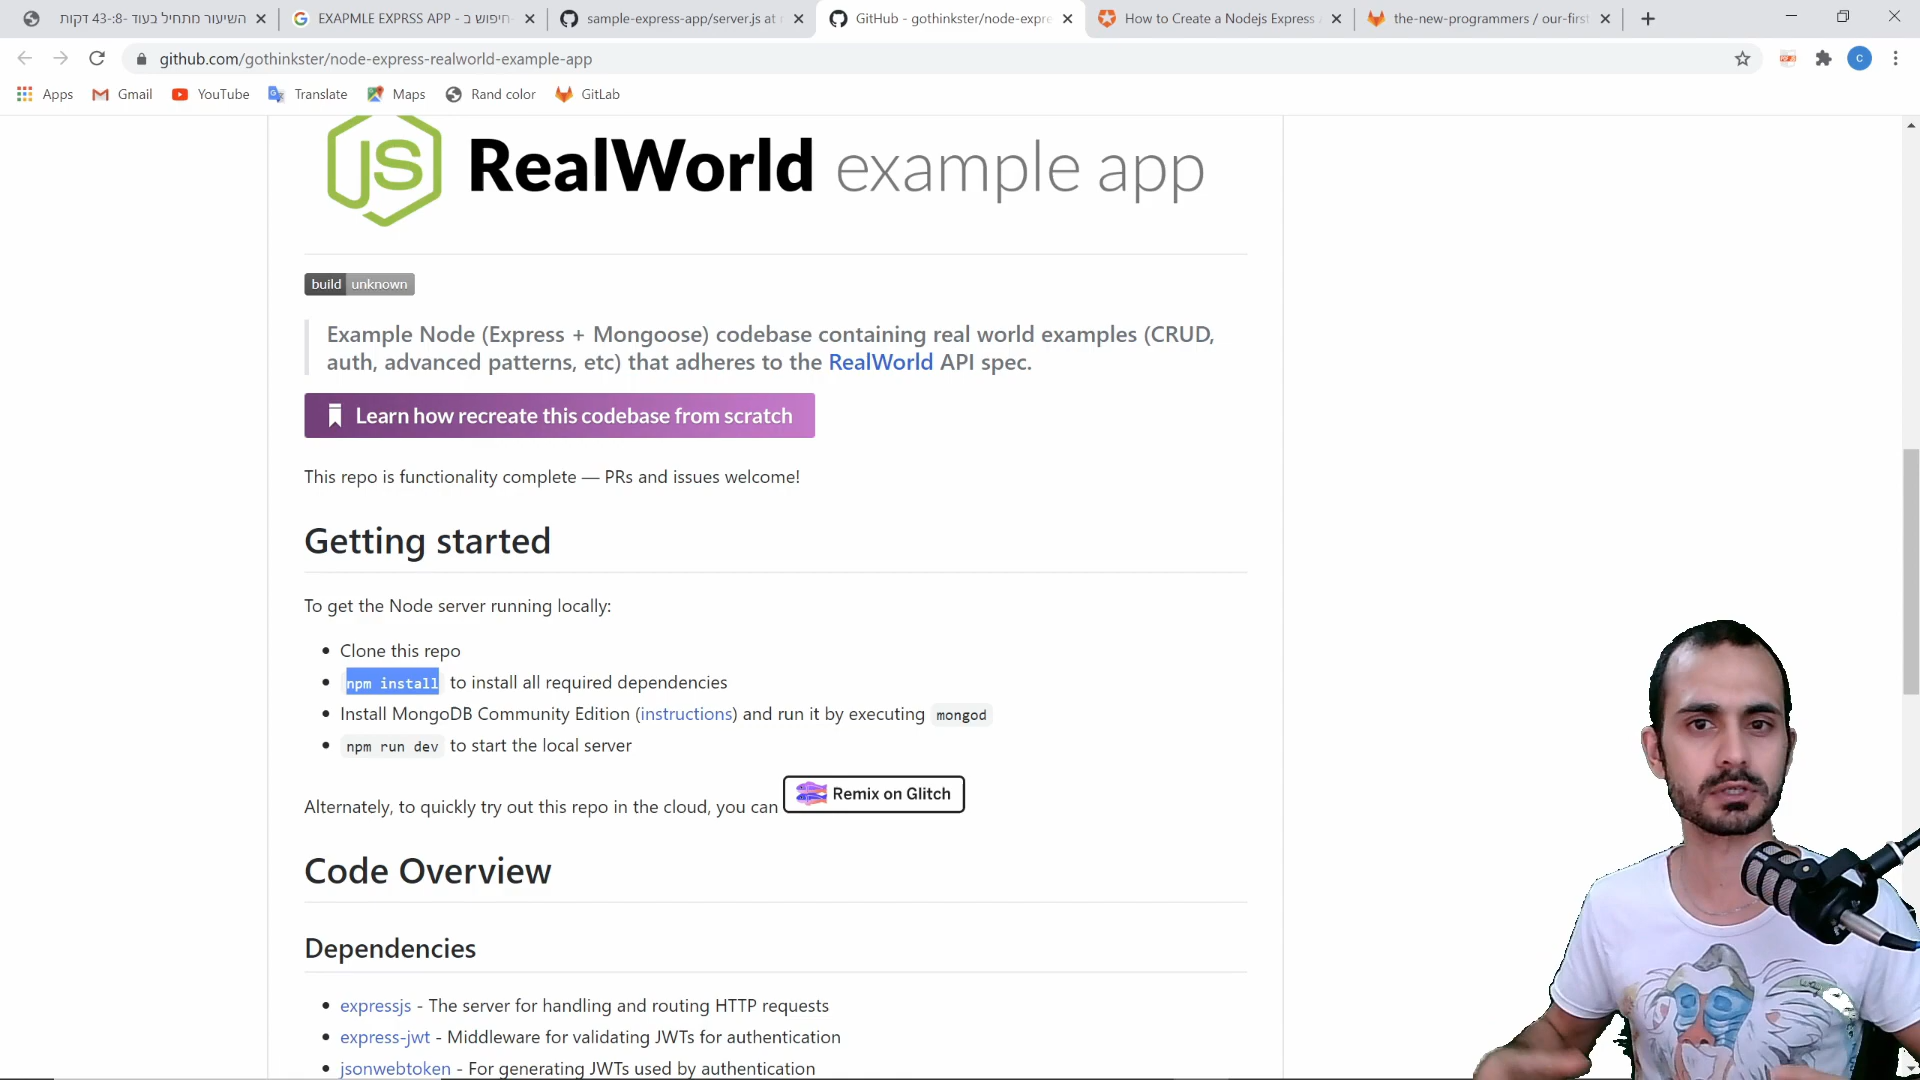 השיעור מתחיל בעוד 8:-43 דקות
EXAPMLE EXPRSS APP - חיפוש ב
sample-express-app/server.js at
GitHub - gothinkster/node-expre
How to Create a Nodejs Express
the-new-programmers / our-first
github.com/gothinkster/node-express-realworld-example-app
C
Apps
Gmail
YouTube
Translate
Maps
Rand color
GitLab
JS RealWorld example app
build unknown
Example Node (Express + Mongoose) codebase containing real world examples (CRUD,
auth, advanced patterns, etc) that adheres to the RealWorld API spec.
Learn how recreate this codebase from scratch
This repo is functionality complete — PRs and issues welcome!
Getting started
To get the Node server running locally:
Clone this repo
npm install to install all required dependencies
Install MongoDB Community Edition (instructions) and run it by executing mongod
npm run dev to start the local server
Alternately, to quickly try out this repo in the cloud, you can Remix on Glitch
Code Overview
Dependencies
expressjs - The server for handling and routing HTTP requests
express-jwt - Middleware for validating JWTs for authentication
jsonwebtoken - For generating JWTs used by authentication